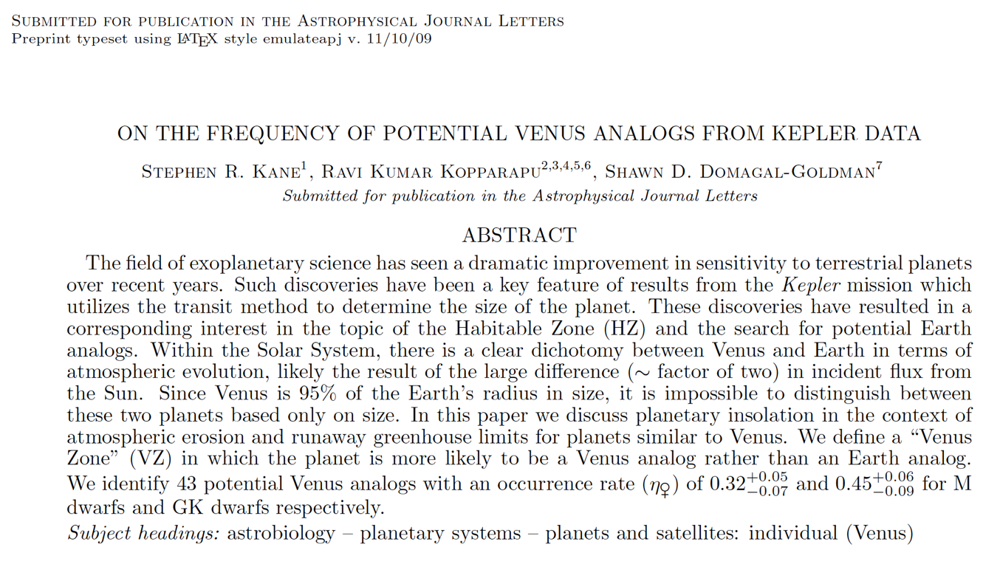 SUBMITTED FOR PUBLICATION IN THE ASTROPHYSICAL JOURNAL LETTERS
Preprint typeset using LATEX style emulateapj v. 11/10/09
ON THE FREQUENCY OF POTENTIAL VENUS ANALOGS FROM KEPLER DATA
STEPHEN R. KANE¹, RAVI KUMAR KOPPARAPU²,³,⁴,⁵,⁶, SHAWN D. DOMAGAL-GOLDMAN⁷
Submitted for publication in the Astrophysical Journal Letters
ABSTRACT
The field of exoplanetary science has seen a dramatic improvement in sensitivity to terrestrial planets
over recent years. Such discoveries have been a key feature of results from the Kepler mission which
utilizes the transit method to determine the size of the planet. These discoveries have resulted in a
corresponding interest in the topic of the Habitable Zone (HZ) and the search for potential Earth
analogs. Within the Solar System, there is a clear dichotomy between Venus and Earth in terms of
atmospheric evolution, likely the result of the large difference (∼ factor of two) in incident flux from
the Sun. Since Venus is 95% of the Earth's radius in size, it is impossible to distinguish between
these two planets based only on size. In this paper we discuss planetary insolation in the context of
atmospheric erosion and runaway greenhouse limits for planets similar to Venus. We define a “Venus
Zone” (VZ) in which the planet is more likely to be a Venus analog rather than an Earth analog.
We identify 43 potential Venus analogs with an occurrence rate (η♀) of 0.32+0.05−0.07 and 0.45+0.06−0.09 for M
dwarfs and GK dwarfs respectively.
Subject headings: astrobiology – planetary systems – planets and satellites: individual (Venus)